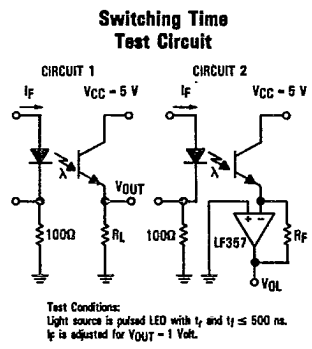 Switching Time
Test Circuit
CIRCUIT 1
CIRCUIT 2
IF
VCC = 5 V
IF
VCC = 5 V
λ
λ
VOUT
100Ω
RL
100Ω
+ -
LF357
RF
VOL
Test Conditions:
Light source is pulsed LED with tr and tf ≤ 500 ns.
IF is adjusted for VOUT = 1 Volt.